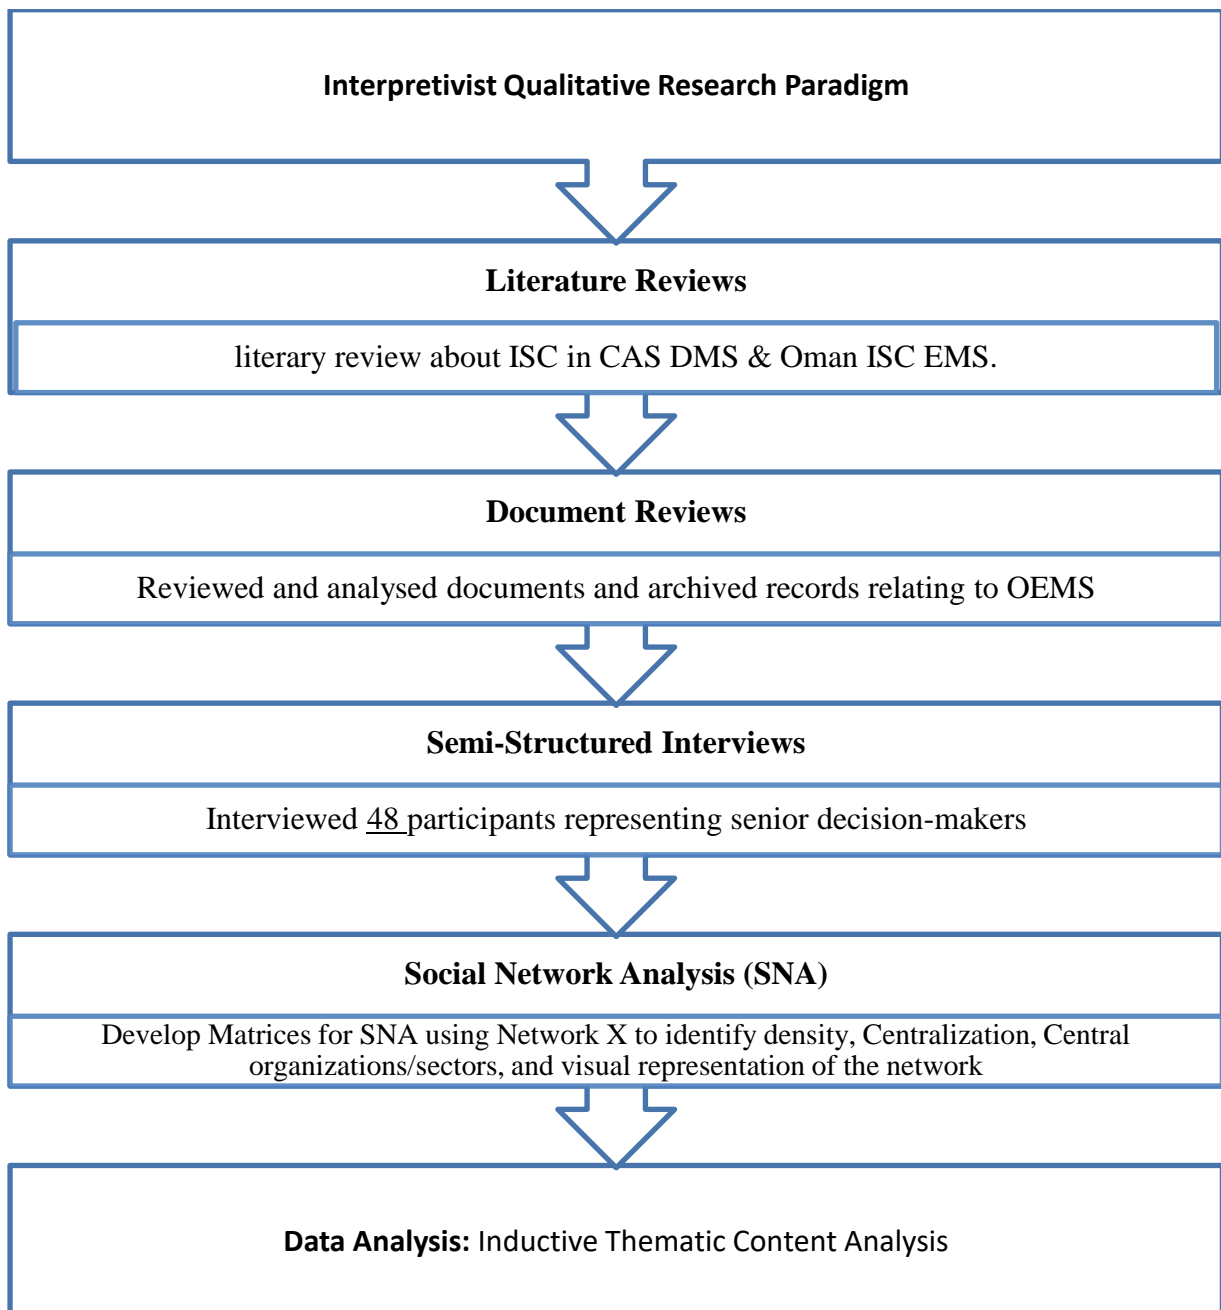 Interpretivist Qualitative Research Paradigm
Literature Reviews
literary review about ISC in CAS DMS & Oman ISC EMS.
Document Reviews
Reviewed and analysed documents and archived records relating to OEMS
Semi-Structured Interviews
Interviewed 48 participants representing senior decision-makers
Social Network Analysis (SNA)
Develop Matrices for SNA using Network X to identify density, Centralization, Central
organizations/sectors, and visual representation of the network
Data Analysis: Inductive Thematic Content Analysis